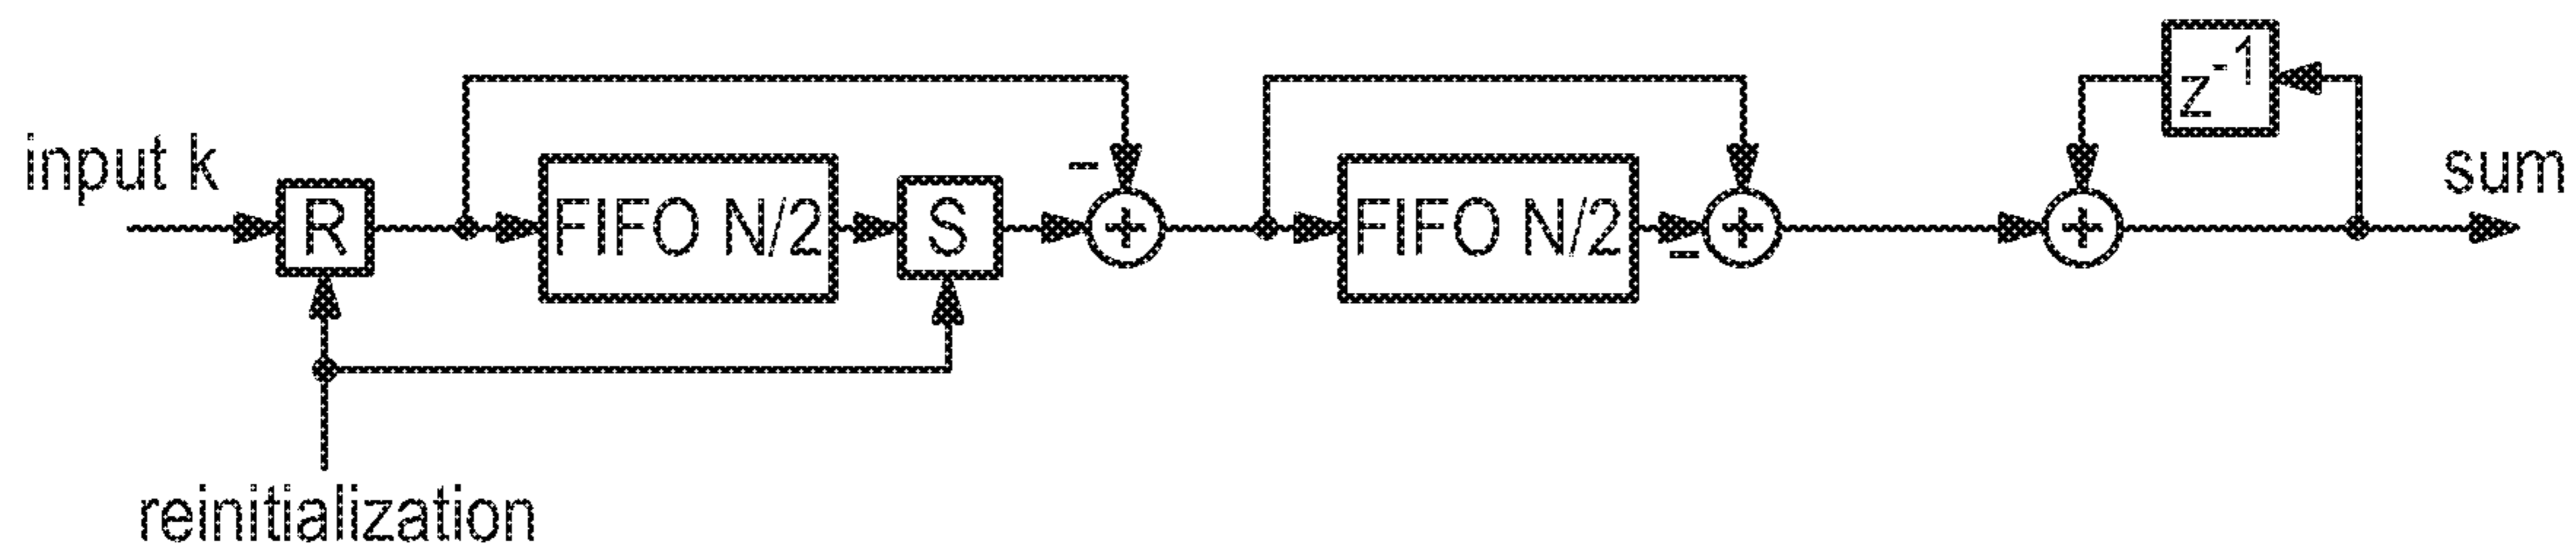 z⁻¹
input k
sum
R
FIFO N/2
S
-
+
FIFO N/2
-
+
+
reinitialization